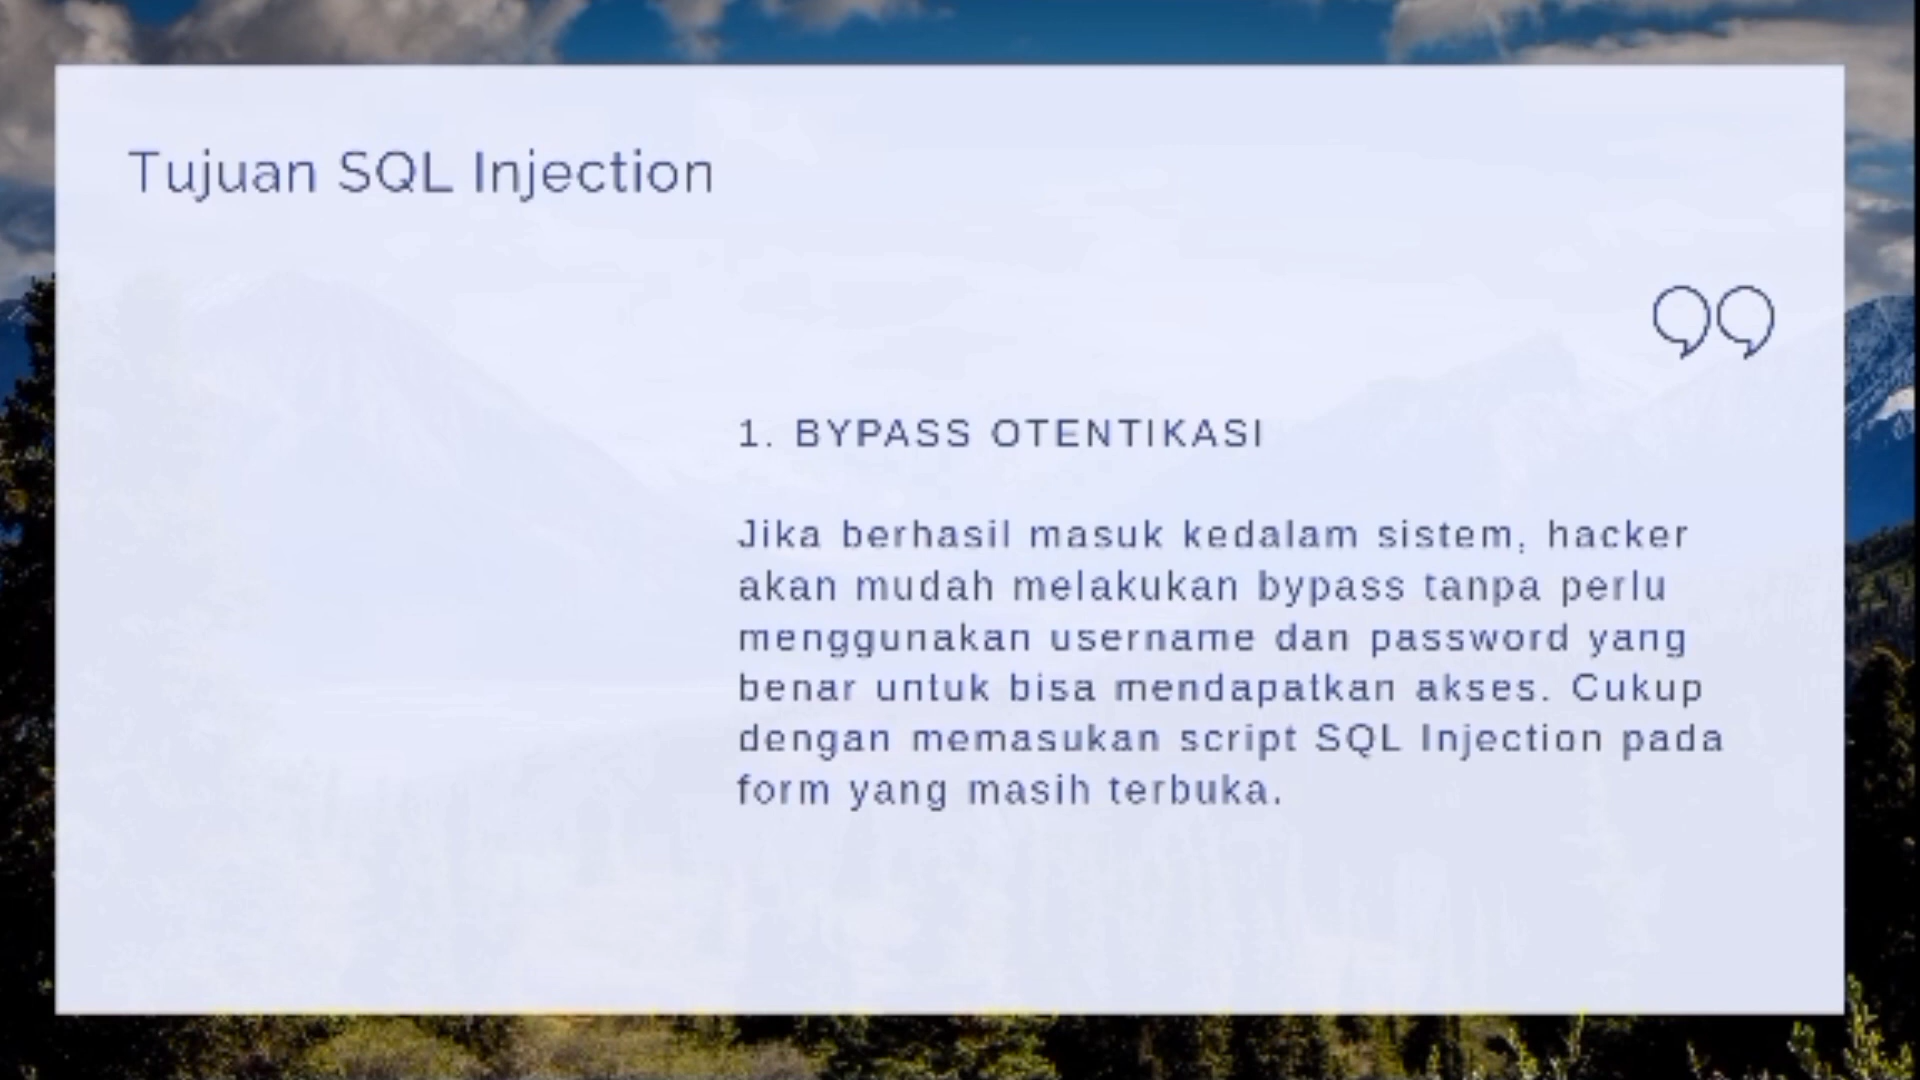 Tujuan SQL Injection
1. BYPASS OTENTIKASI
Jika berhasil masuk kedalam sistem, hacker
akan mudah melakukan bypass tanpa perlu
menggunakan username dan password yang
benar untuk bisa mendapatkan akses. Cukup
dengan memasukan script SQL Injection pada
form yang masih terbuka.